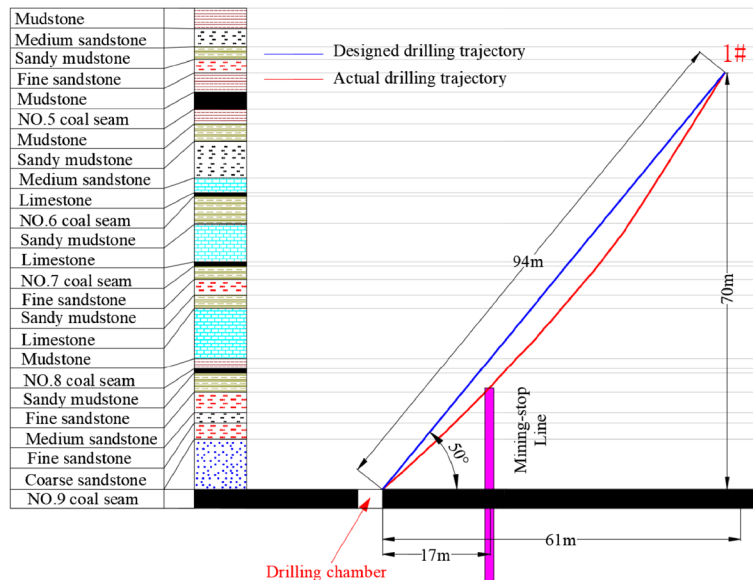 Mudstone
Medium sandstone
Sandy mudstone
Fine sandstone
Mudstone
NO.5 coal seam
Mudstone
Sandy mudstone
Medium sandstone
Limestone
NO.6 coal seam
Sandy mudstone
Limestone
NO.7 coal seam
Fine sandstone
Sandy mudstone
Limestone
Mudstone
NO.8 coal seam
Sandy mudstone
Fine sandstone
Medium sandstone
Fine sandstone
Coarse sandstone
NO.9 coal seam
Designed drilling trajectory
Actual drilling trajectory
1#
94m
70m
50°
Mining-stop
Line
17m
61m
Drilling chamber